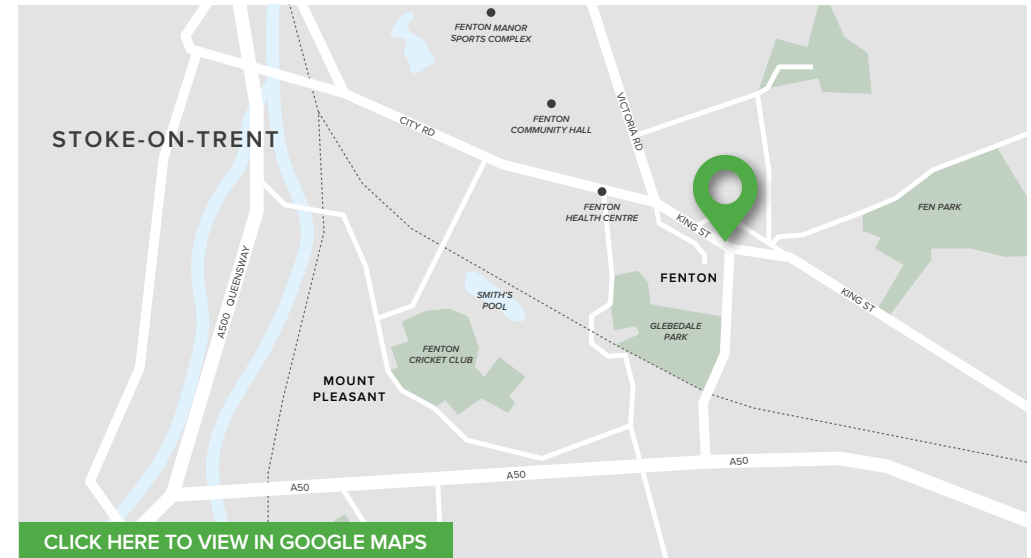 FENTON MANOR
SPORTS COMPLEX
CITY RD
VICTORIA RD
FENTON
COMMUNITY HALL
STOKE-ON-TRENT
FENTON
HEALTH CENTRE
KING ST
FEN PARK
A500 QUEENSWAY
FENTON
SMITH'S
POOL
KING ST
GLEBEDALE
PARK
FENTON
CRICKET CLUB
MOUNT
PLEASANT
A50
A50
A50
CLICK HERE TO VIEW IN GOOGLE MAPS